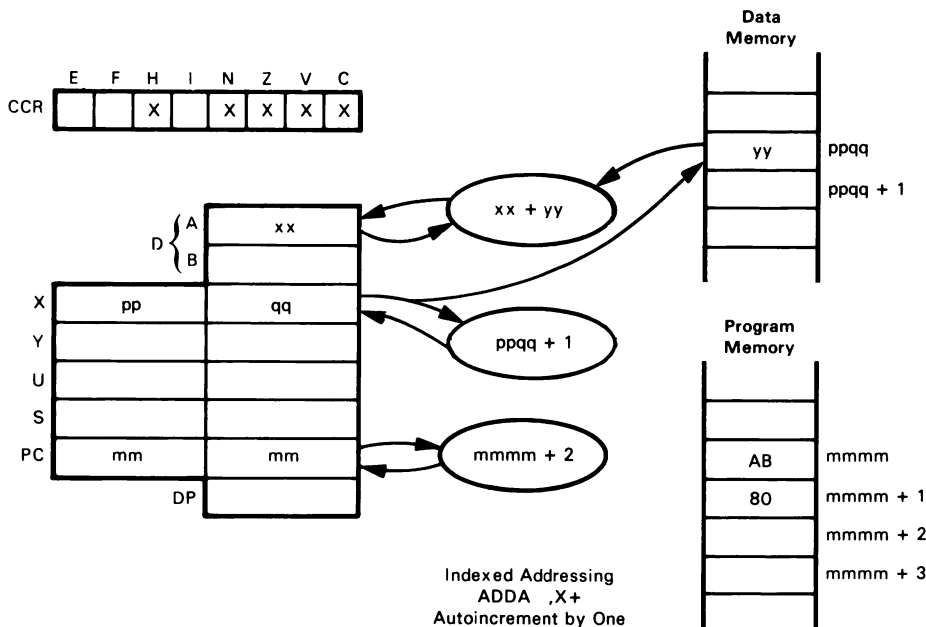 Data
Memory
E F H I N Z V C
CCR X X X X X
yy ppqq
ppqq + 1
xx + yy
D { A xx
B
X pp qq
Y
ppqq + 1
U
S
PC mm mm
mmmm + 2
DP
Program
Memory
AB mmmm
80 mmmm + 1
mmmm + 2
mmmm + 3
Indexed Addressing
ADDA ,X+
Autoincrement by One